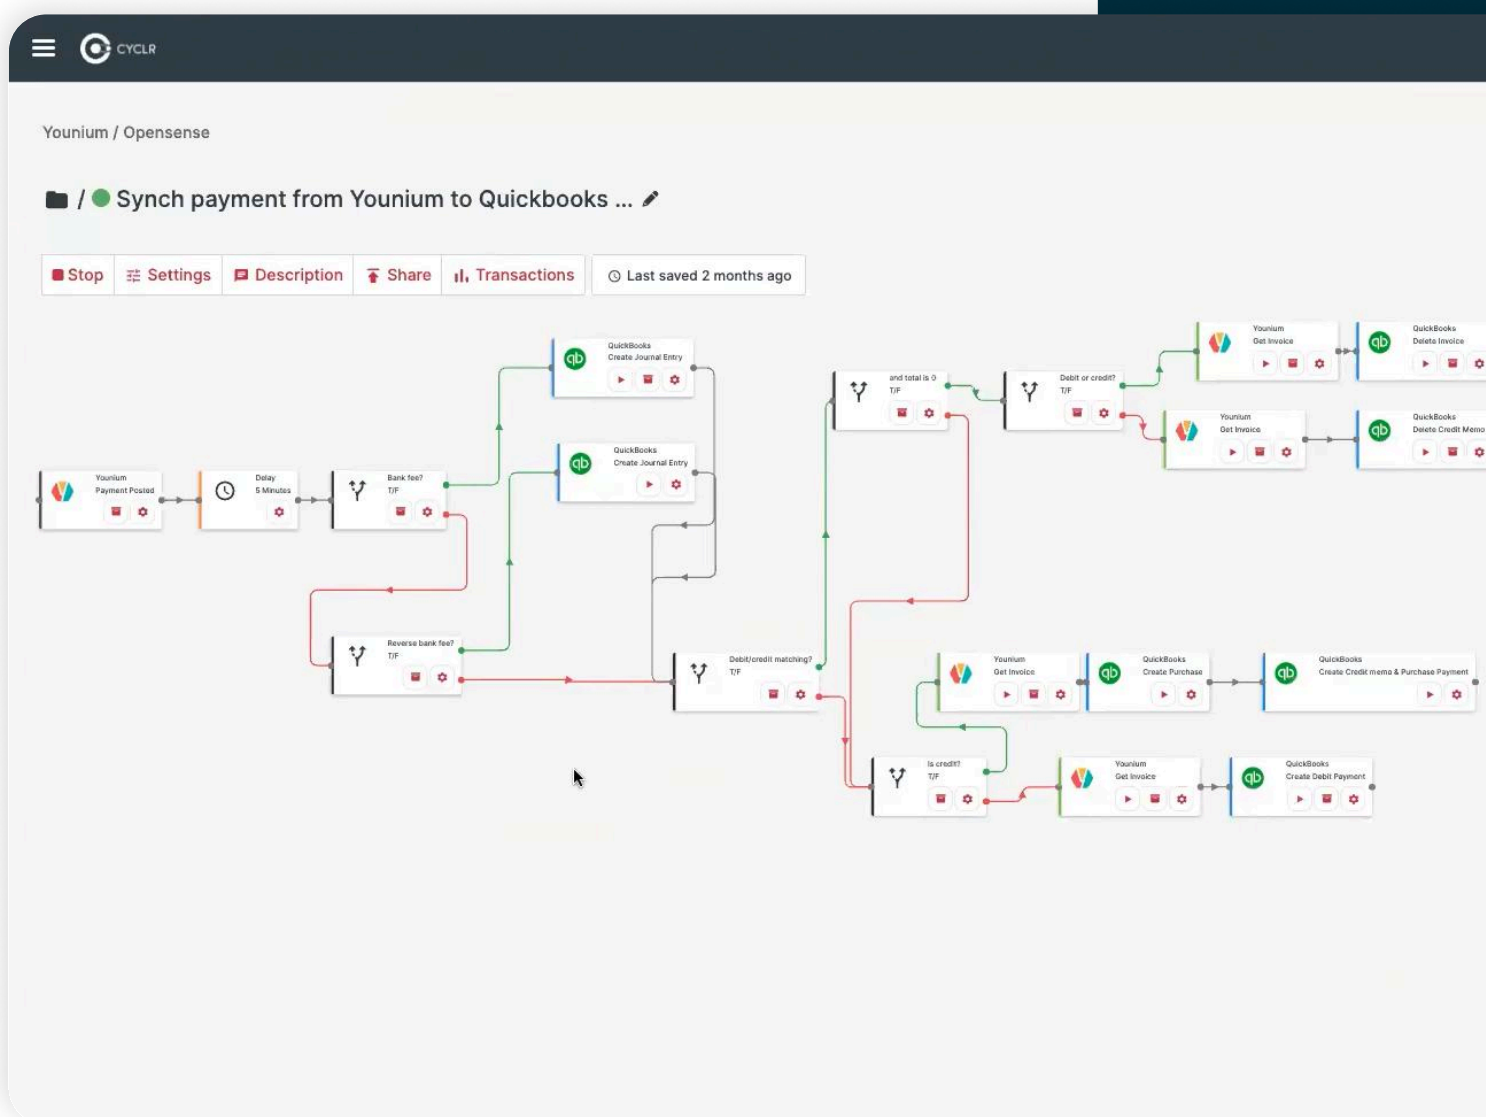 CYCLR
Younium / Opensense
/ Synch payment from Younium to Quickbooks ...
Stop
Settings
Description
Share
Transactions
Last saved 2 months ago
Younium
Payment Posted
Delay
5 Minutes
Bank fee?
T/F
QuickBooks
Create Journal Entry
QuickBooks
Create Journal Entry
Reverse bank fee?
T/F
Debit/credit matching?
T/F
and total is 0
T/F
Debit or credit?
T/F
Younium
Get Invoice
QuickBooks
Delete Invoice
Younium
Get Invoice
QuickBooks
Delete Credit Memo
Younium
Get Invoice
QuickBooks
Create Purchase
QuickBooks
Create Credit memo & Purchase Payment
Is credit?
T/F
Younium
Get Invoice
QuickBooks
Create Debit Payment